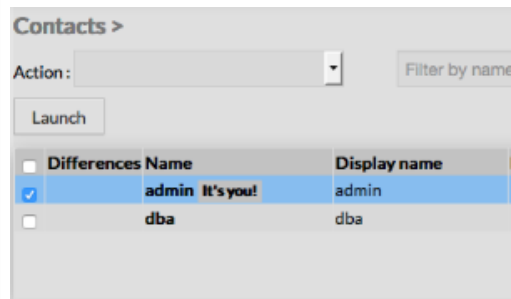 Contacts >
Action : Filter by name
Launch
Differences Name Display name
admin It's you! admin
dba dba